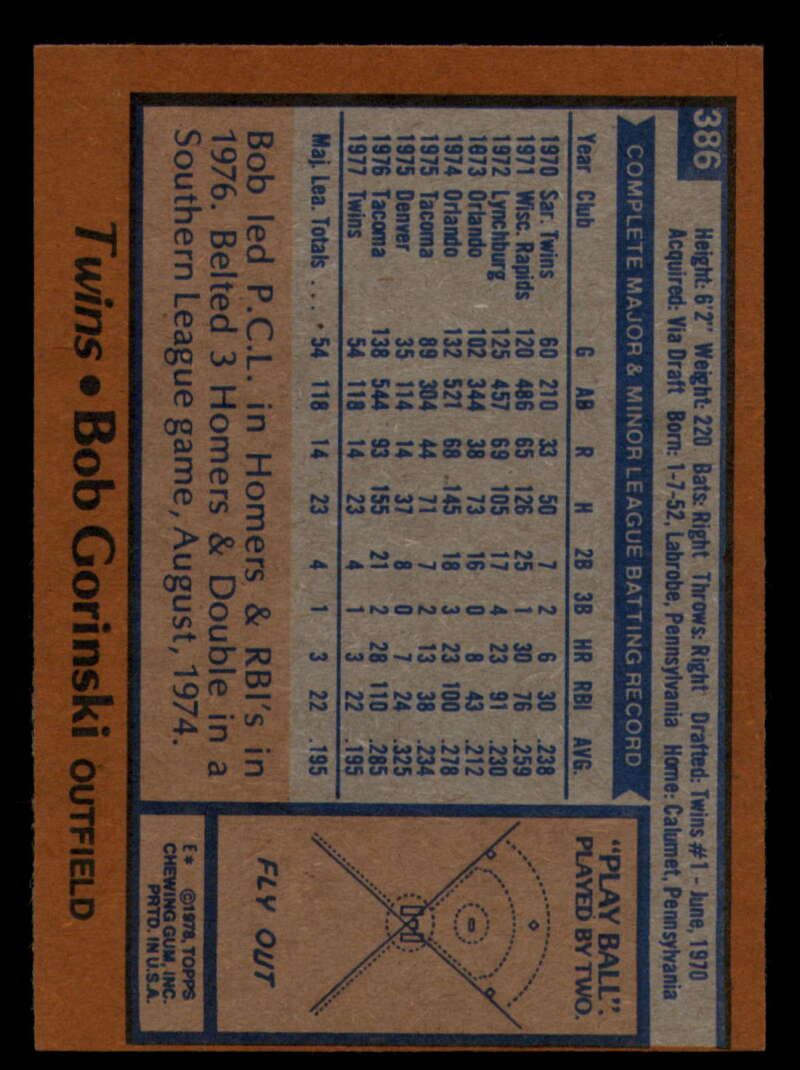 386
Height: 6'2" Weight: 220 Bats: Right Throws: Right Drafted: Twins #1 - June, 1970
Acquired: Via Draft Born: 1-7-52, Latrobe, Pennsylvania Home: Calumet, Pennsylvania
COMPLETE MAJOR & MINOR LEAGUE BATTING RECORD
Year Club G AB R H 2B 3B HR RBI AVG.
1970 Sar. Twins 60 210 33 50 7 2 6 30 .238
1971 Wisc. Rapids 120 486 65 126 25 1 30 76 .259
1972 Lynchburg 125 457 69 105 17 4 23 91 .230
1973 Orlando 102 344 38 73 16 0 8 43 .212
1974 Orlando 132 521 68 145 18 3 23 100 .278
1975 Tacoma 89 304 44 71 7 2 13 38 .234
1975 Denver 35 114 14 37 8 0 7 24 .325
1976 Tacoma 138 544 93 155 21 2 28 110 .285
1977 Twins 54 118 14 23 4 1 3 22 .195
Maj. Lea. Totals . . . . 54 118 14 23 4 1 3 22 .195
Bob led P.C.L. in Homers & RBI's in
1976. Belted 3 Homers & Double in a
Southern League game, August, 1974.
"PLAY BALL".
PLAYED BY TWO.
FLY OUT
E* ©1978, TOPPS
CHEWING GUM, INC.
PRTD. IN U.S.A.
Twins • Bob Gorinski OUTFIELD